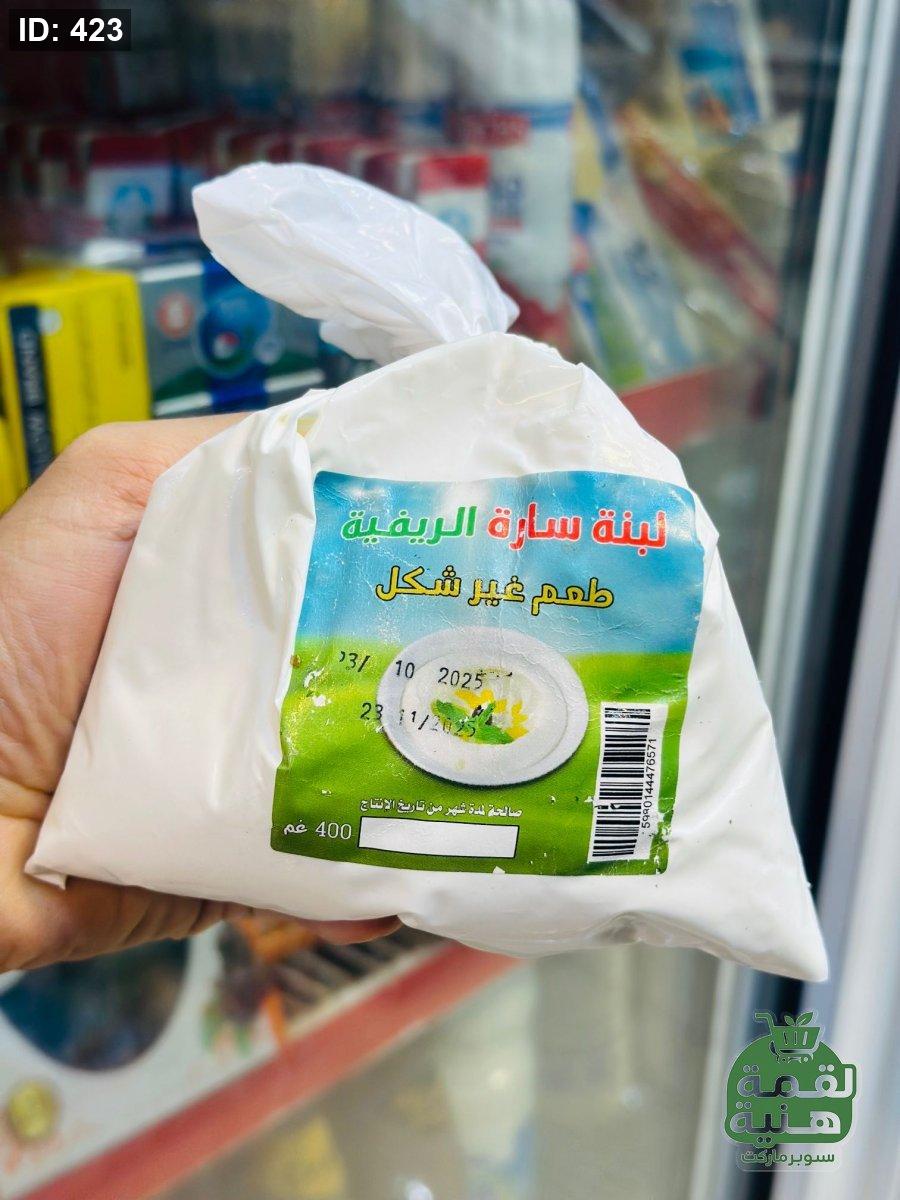 ID: 423
لبنة سارة الريفية
طعم غير شكل
10 2025
23 11/2025
صالحة لمدة شهر من تاريخ الانتاج
400 غم
لقمة
هنية
سوبرماركت